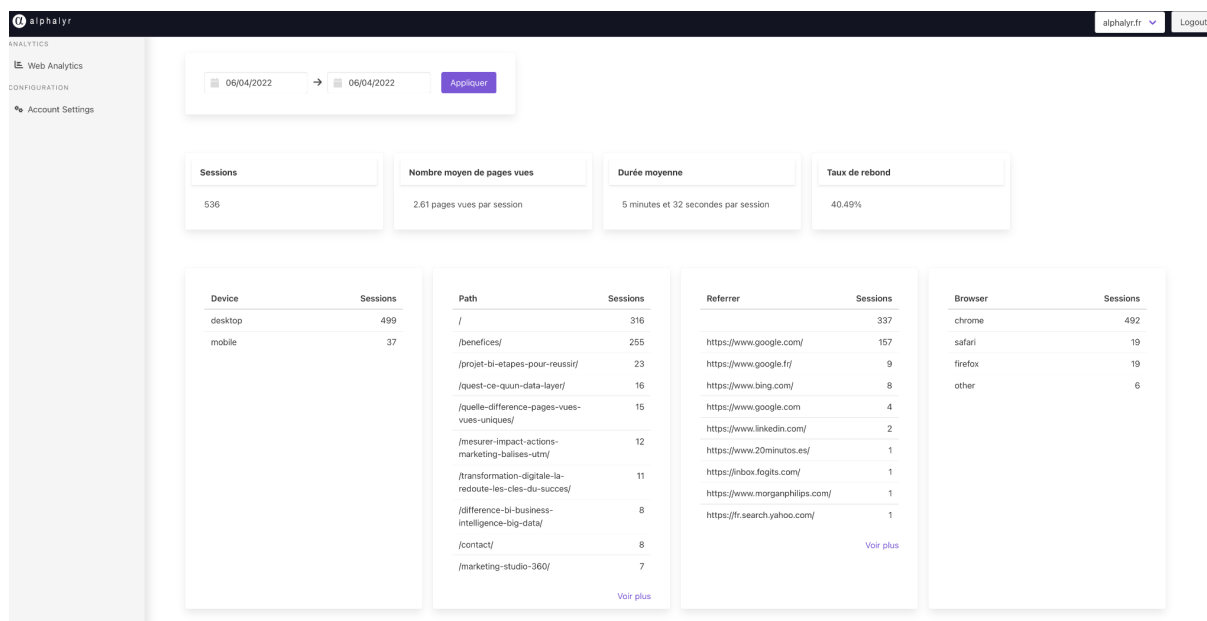 alphalyr
alphalyr.fr
Logout
ANALYTICS
Web Analytics
CONFIGURATION
Account Settings
06/04/2022 → 06/04/2022 Appliquer
Sessions
536
Nombre moyen de pages vues
2.61 pages vues par session
Durée moyenne
5 minutes et 32 secondes par session
Taux de rebond
40.49%
Device Sessions
desktop 499
mobile 37
Path Sessions
/ 316
/benefices/ 255
/projet-bi-etapes-pour-reussir/ 23
/quest-ce-quun-data-layer/ 16
/quelle-difference-pages-vues- 15
vues-uniques/
/mesurer-impact-actions- 12
marketing-balises-utm/
/transformation-digitale-la- 11
redoute-les-cles-du-succes/
/difference-bi-business- 8
intelligence-big-data/
/contact/ 8
/marketing-studio-360/ 7
Voir plus
Referrer Sessions
337
https://www.google.com/ 157
https://www.google.fr/ 9
https://www.bing.com/ 8
https://www.google.com 4
https://www.linkedin.com/ 2
https://www.20minutos.es/ 1
https://inbox.fogits.com/ 1
https://www.morganphilips.com/ 1
https://fr.search.yahoo.com/ 1
Voir plus
Browser Sessions
chrome 492
safari 19
firefox 19
other 6